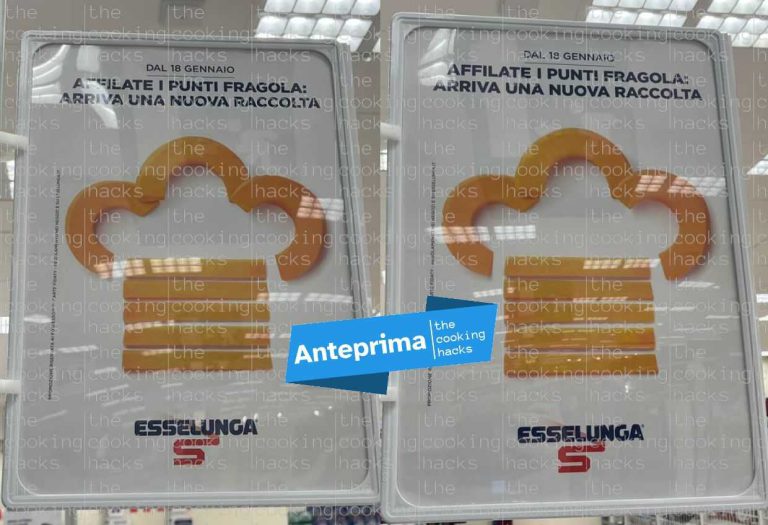 DAL 18 GENNAIO
AFFILATE I PUNTI FRAGOLA:
ARRIVA UNA NUOVA RACCOLTA
ESSELUNGA
S
DAL 18 GENNAIO
AFFILATE I PUNTI FRAGOLA:
ARRIVA UNA NUOVA RACCOLTA
ESSELUNGA
S
Anteprima
the
cooking
hacks